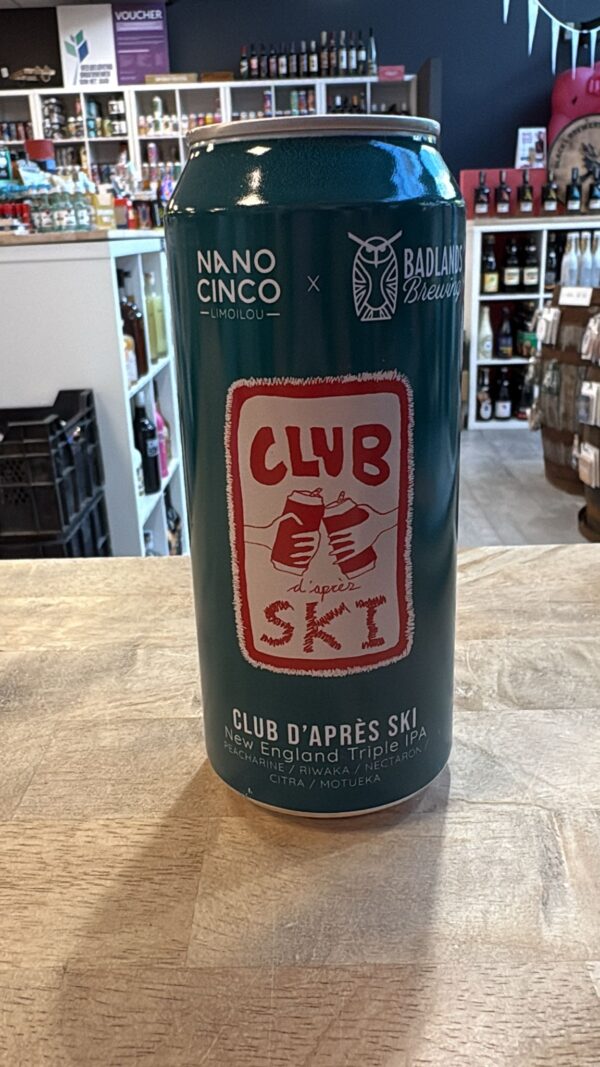 VOUCHER
NANO
CINCO
LIMOILOU
X
BADLANDS
Brewing
CLUB
d'après
SKI
CLUB D'APRÈS SKI
New England Triple IPA
PEACHARINE / RIWAKA / NECTARON /
CITRA / MOTUEKA